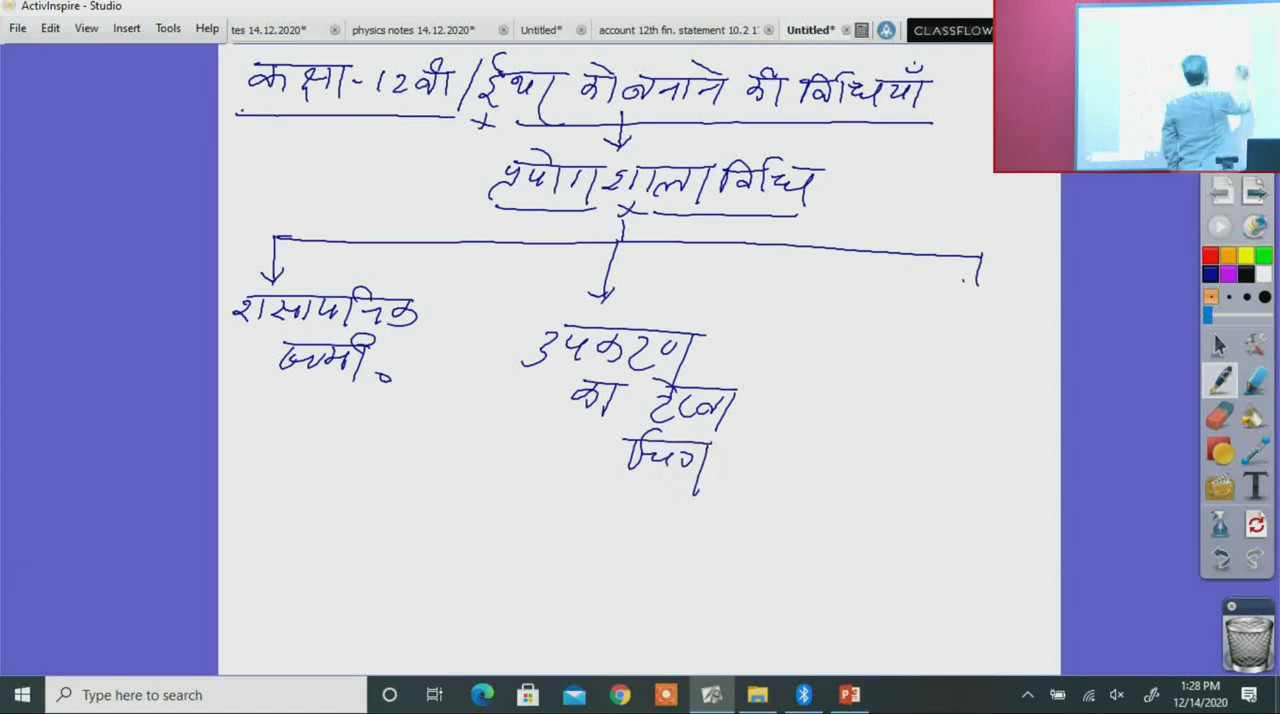 ActivInspire - Studio
File Edit View Insert Tools Help
tes 14.12.2020* physics notes 14.12.2020* Untitled* account 12th fin. statement 10.2 1 Untitled* CLASSFLOW
कक्षा - 12वी / ईथर को बनाने की विधियाँ
प्रयोगशाला विधि
रासायनिक
समी.
उपकरण
का रेखा
चित्र
Type here to search
1:28 PM
12/14/2020